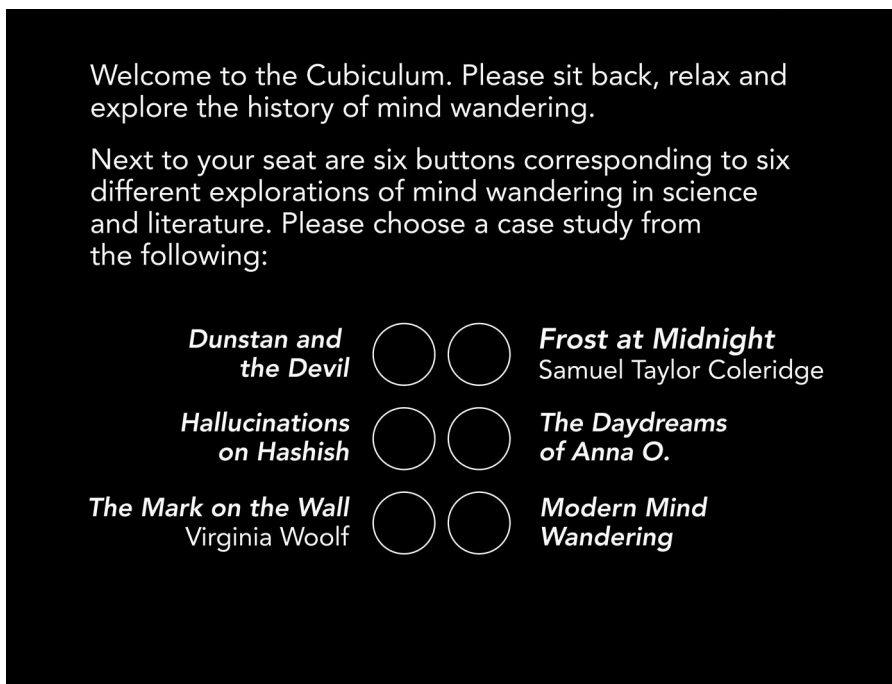 Welcome to the Cubiculum. Please sit back, relax and
explore the history of mind wandering.
Next to your seat are six buttons corresponding to six
different explorations of mind wandering in science
and literature. Please choose a case study from
the following:
Dunstan and
the Devil
Frost at Midnight
Samuel Taylor Coleridge
Hallucinations
on Hashish
The Daydreams
of Anna O.
The Mark on the Wall
Virginia Woolf
Modern Mind
Wandering